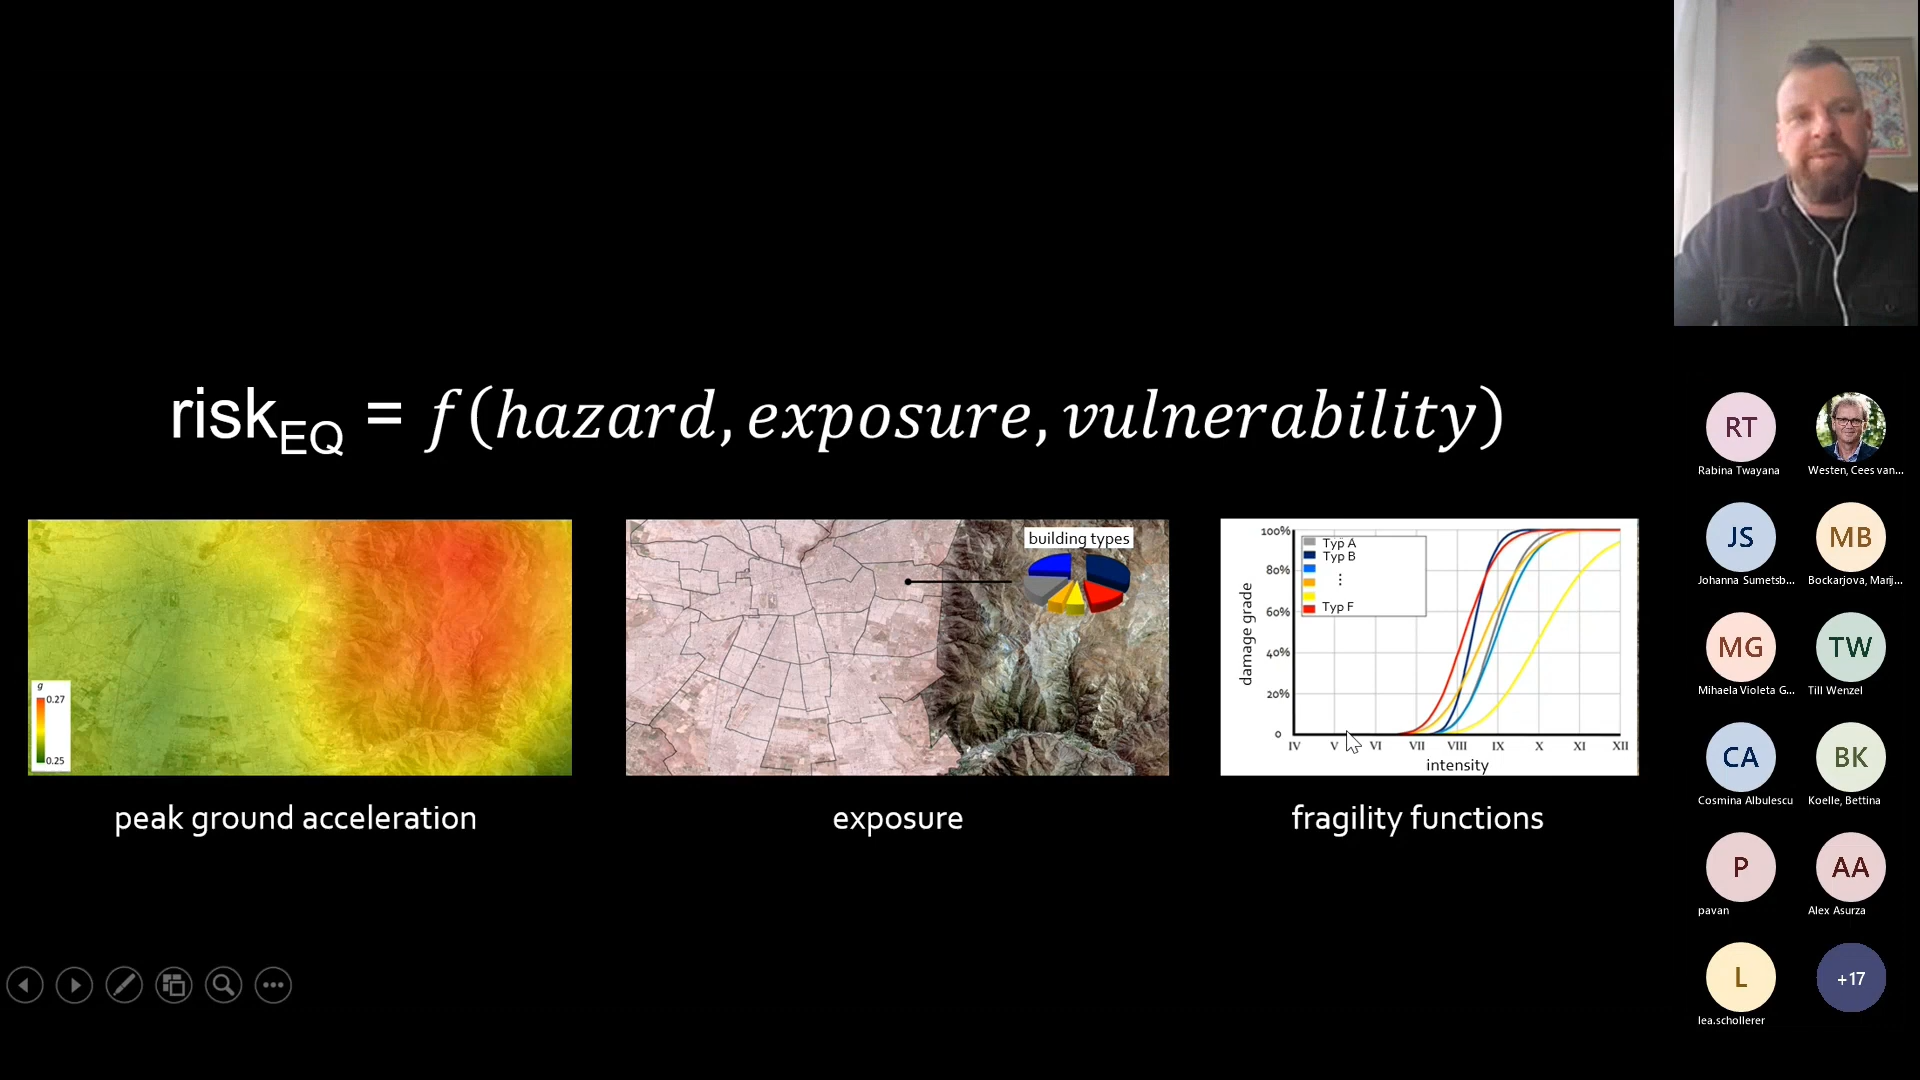 risk_EQ = f(hazard, exposure, vulnerability)
g
0.27
0.25
peak ground acceleration
building types
exposure
100%
80%
60%
40%
20%
0
damage grade
Typ A
Typ B
⋮
Typ F
IV V VI VII VIII IX X XI XII
intensity
fragility functions
RT
Rabina Twayana
Westen, Cees van...
JS
Johanna Sumetsb...
MB
Bockarjova, Marij...
MG
Mihaela Violeta G...
TW
Till Wenzel
CA
Cosmina Albulescu
BK
Koelle, Bettina
P
pavan
AA
Alex Asurza
L
lea.schollerer
+17